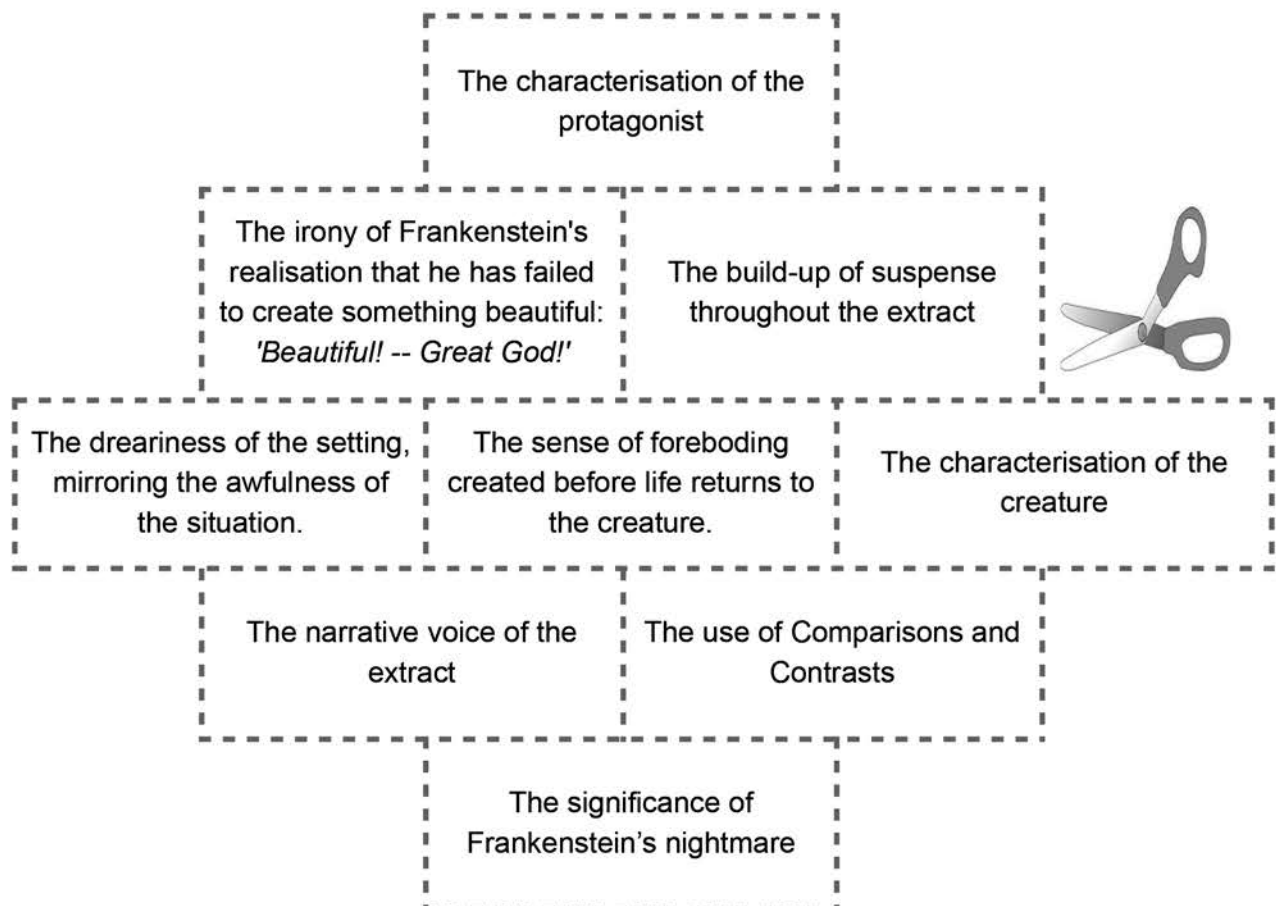 The characterisation of the
protagonist
The irony of Frankenstein's
realisation that he has failed
to create something beautiful:
'Beautiful! -- Great God!'
The build-up of suspense
throughout the extract
The dreariness of the setting,
mirroring the awfulness of
the situation.
The sense of foreboding
created before life returns to
the creature.
The characterisation of the
creature
The narrative voice of the
extract
The use of Comparisons and
Contrasts
The significance of
Frankenstein’s nightmare